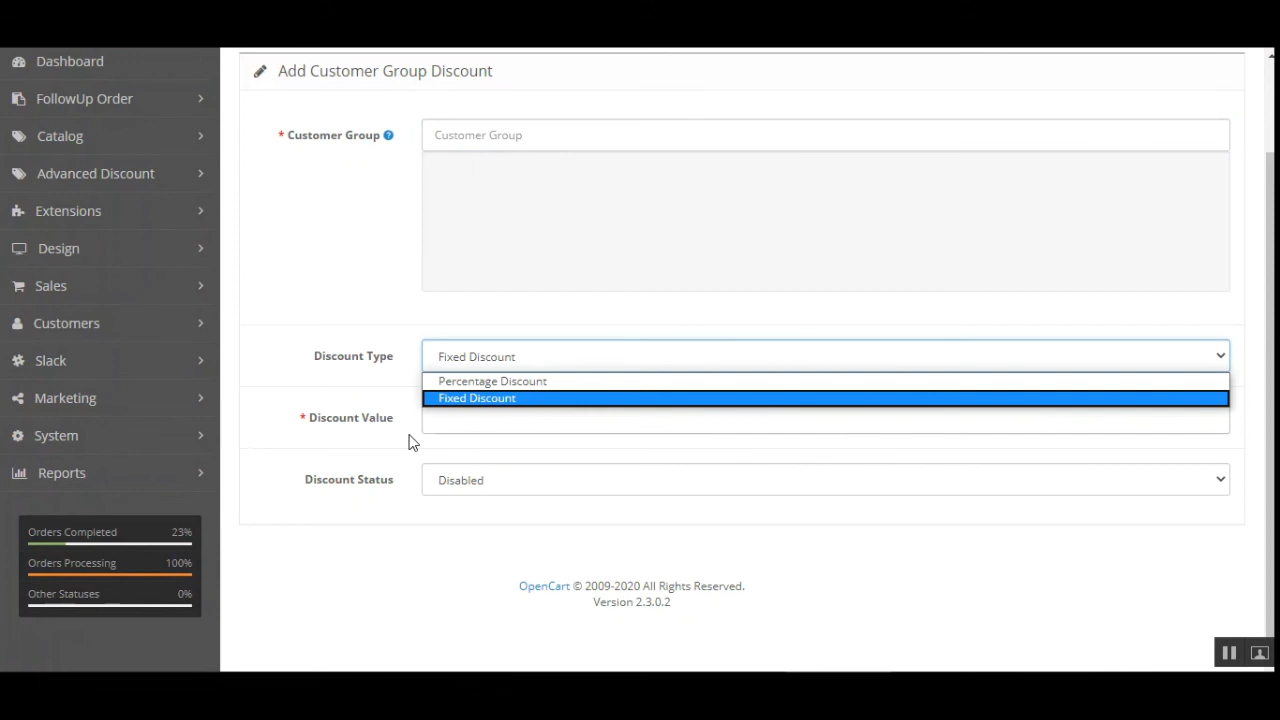 Dashboard
FollowUp Order
Catalog
Advanced Discount
Extensions
Design
Sales
Customers
Slack
Marketing
System
Reports
Orders Completed 23%
Orders Processing 100%
Other Statuses 0%
Add Customer Group Discount
* Customer Group ?
Customer Group
Discount Type
Fixed Discount
Percentage Discount
Fixed Discount
* Discount Value
Discount Status
Disabled
OpenCart © 2009-2020 All Rights Reserved.
Version 2.3.0.2